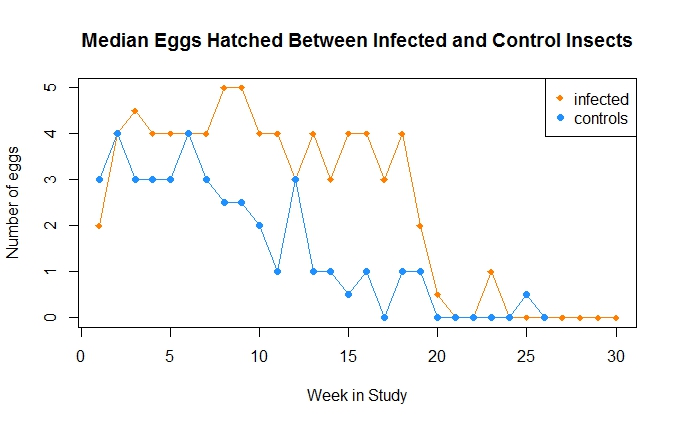 Median Eggs Hatched Between Infected and Control Insects
infected
controls
Number of eggs
5
4
3
2
1
0
0 5 10 15 20 25 30
Week in Study